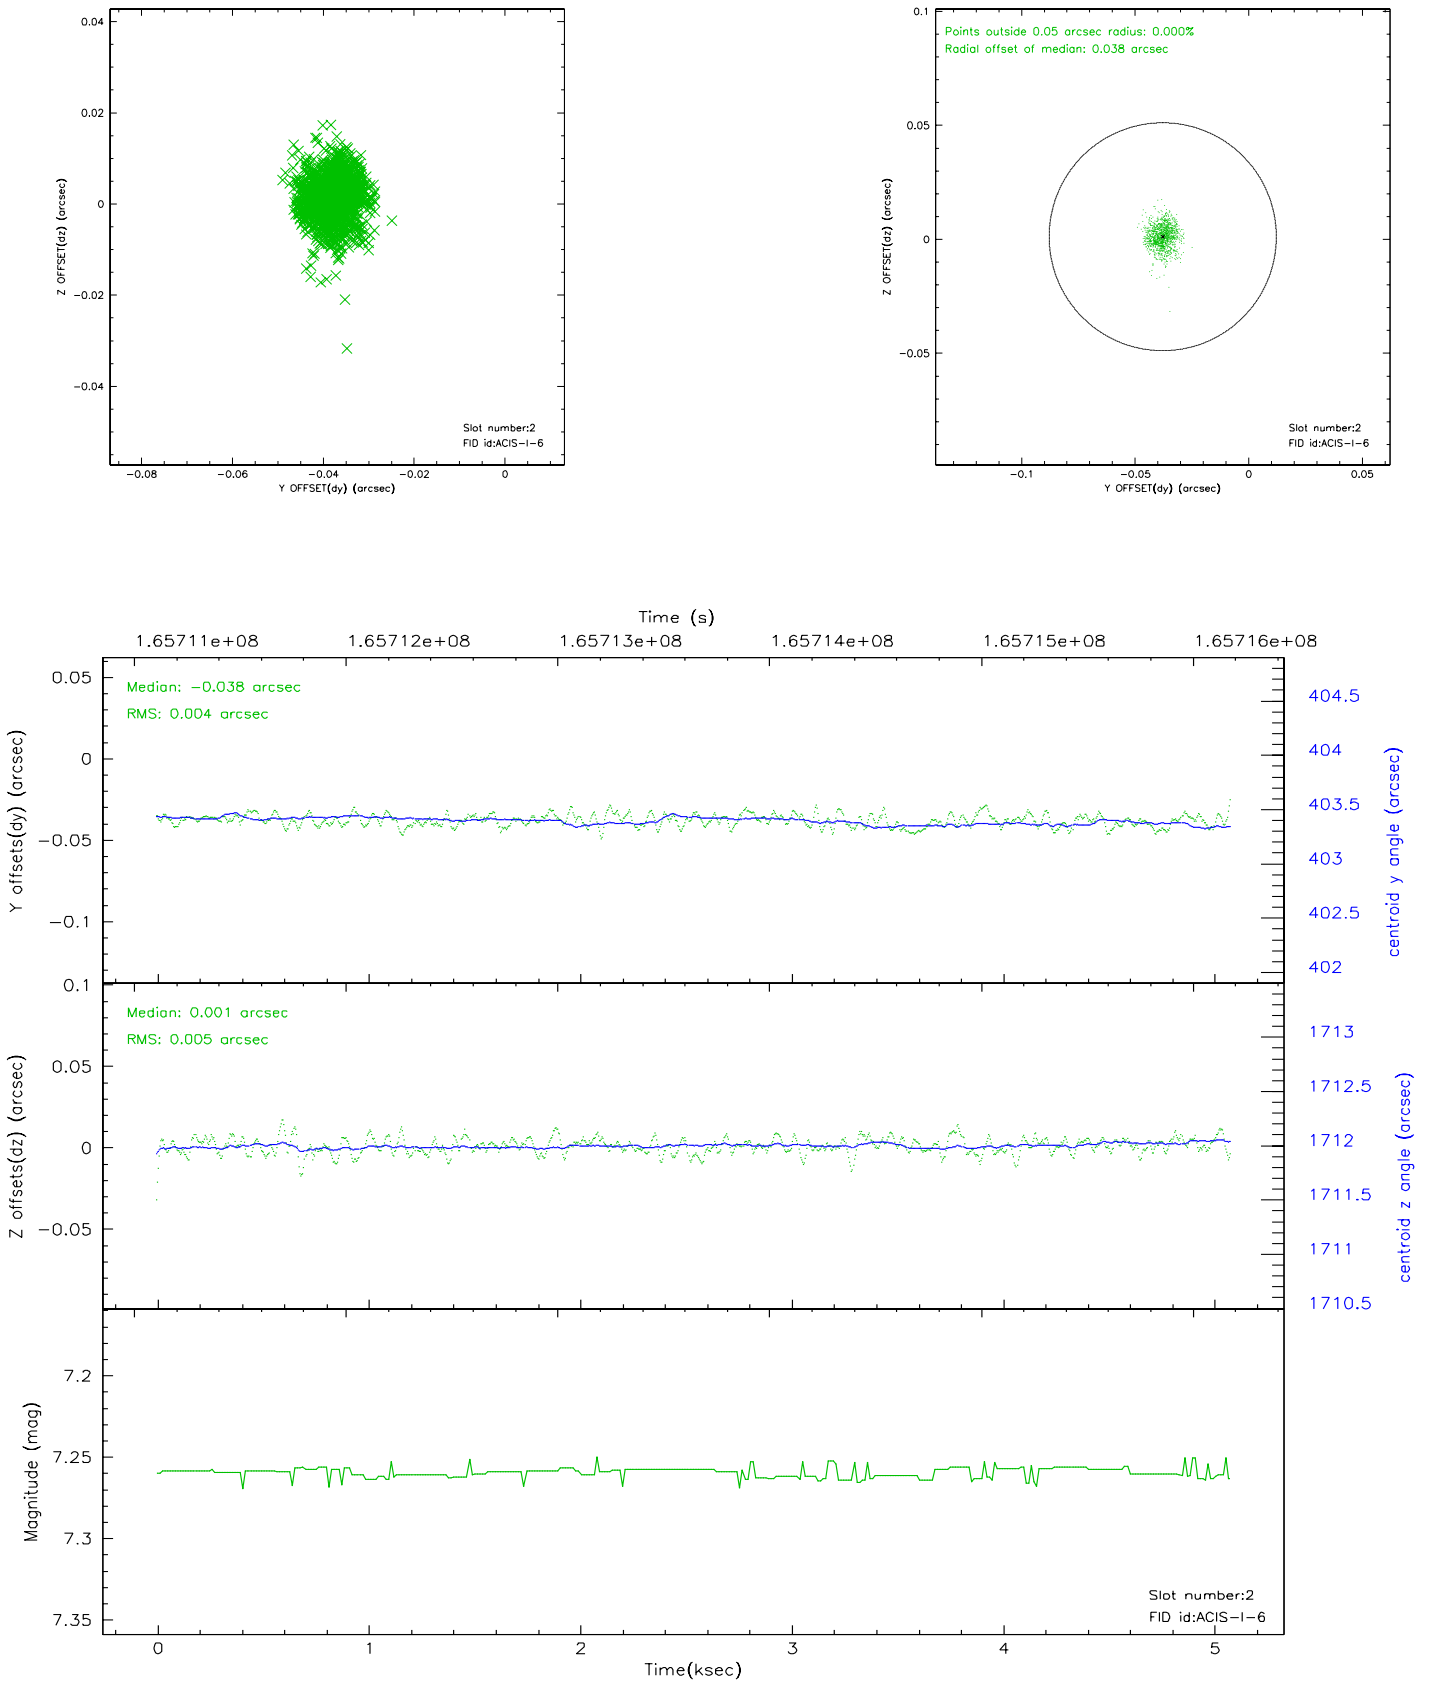 0.04
0.02
0
−0.02
−0.04
Z OFFSET(dz) (arcsec)
Slot number:2
FID id:ACIS−I−6
−0.08 −0.06 −0.04 −0.02 0
Y OFFSET(dy) (arcsec)
0.1
0.05
0
−0.05
Z OFFSET(dz) (arcsec)
Points outside 0.05 arcsec radius: 0.000%
Radial offset of median: 0.038 arcsec
Slot number:2
FID id:ACIS−I−6
−0.1 −0.05 0 0.05
Y OFFSET(dy) (arcsec)
Time (s)
1.65711e+08 1.65712e+08 1.65713e+08 1.65714e+08 1.65715e+08 1.65716e+08
0.05
0
−0.05
−0.1
Y offsets(dy) (arcsec)
Median: −0.038 arcsec
RMS: 0.004 arcsec
404.5
404
403.5
403
402.5
402
centroid y angle (arcsec)
0.1
0.05
0
−0.05
Z offsets(dz) (arcsec)
Median: 0.001 arcsec
RMS: 0.005 arcsec
1713
1712.5
1712
1711.5
1711
1710.5
centroid z angle (arcsec)
7.2
7.25
7.3
7.35
Magnitude (mag)
Slot number:2
FID id:ACIS−I−6
0 1 2 3 4 5
Time(ksec)